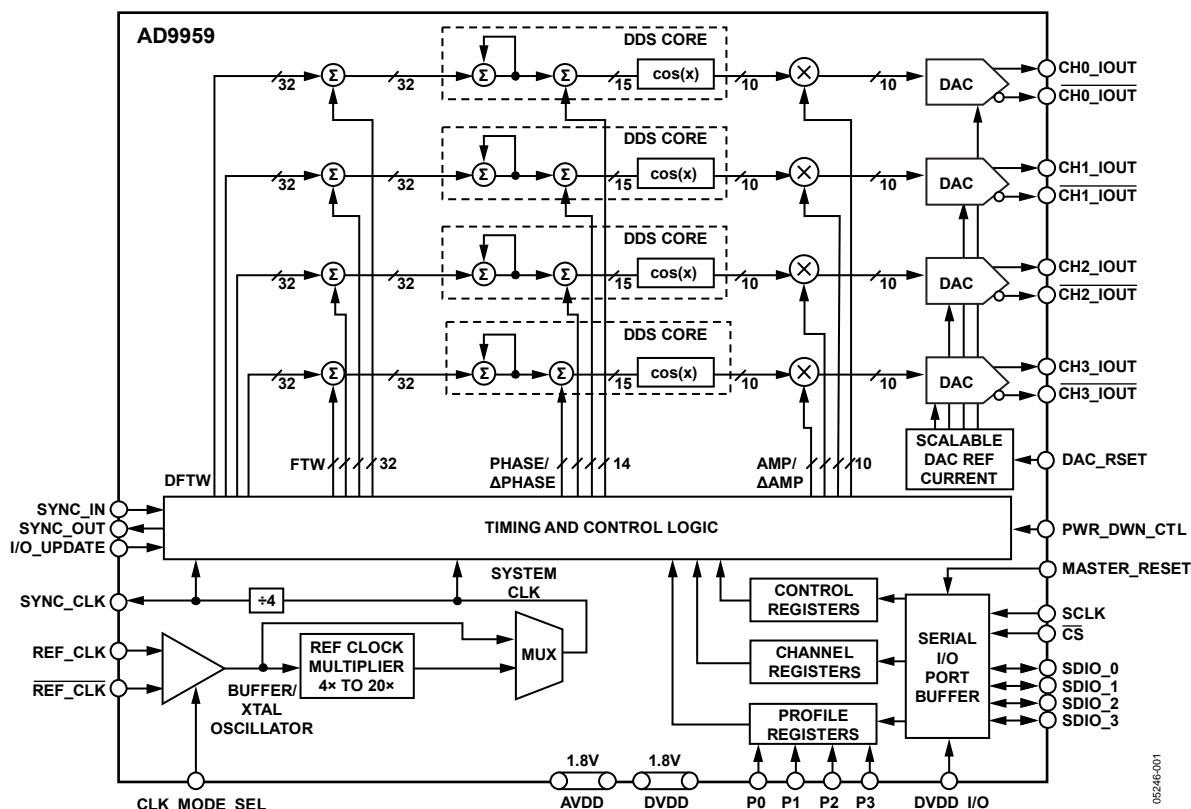 AD9959
DDS CORE
Σ
Σ
Σ
cos(x)
×
DAC
32
32
15
10
10
CH0_IOUT
CH0_IOUT
DDS CORE
Σ
Σ
Σ
cos(x)
×
DAC
32
32
15
10
10
CH1_IOUT
CH1_IOUT
DDS CORE
Σ
Σ
Σ
cos(x)
×
DAC
32
32
15
10
10
CH2_IOUT
CH2_IOUT
DDS CORE
Σ
Σ
Σ
cos(x)
×
DAC
32
32
15
10
10
CH3_IOUT
CH3_IOUT
SCALABLE
DAC REF
CURRENT
DAC_RSET
DFTW
FTW
32
PHASE/
ΔPHASE
14
AMP/
ΔAMP
10
SYNC_IN
SYNC_OUT
I/O_UPDATE
TIMING AND CONTROL LOGIC
PWR_DWN_CTL
MASTER_RESET
SYNC_CLK
÷4
SYSTEM
CLK
REF_CLK
REF_CLK
BUFFER/
XTAL
OSCILLATOR
REF CLOCK
MULTIPLIER
4× TO 20×
MUX
CONTROL
REGISTERS
CHANNEL
REGISTERS
PROFILE
REGISTERS
SERIAL
I/O
PORT
BUFFER
SCLK
CS
SDIO_0
SDIO_1
SDIO_2
SDIO_3
1.8V
1.8V
CLK_MODE_SEL
AVDD
DVDD
P0
P1
P2
P3
DVDD_I/O
05246-001